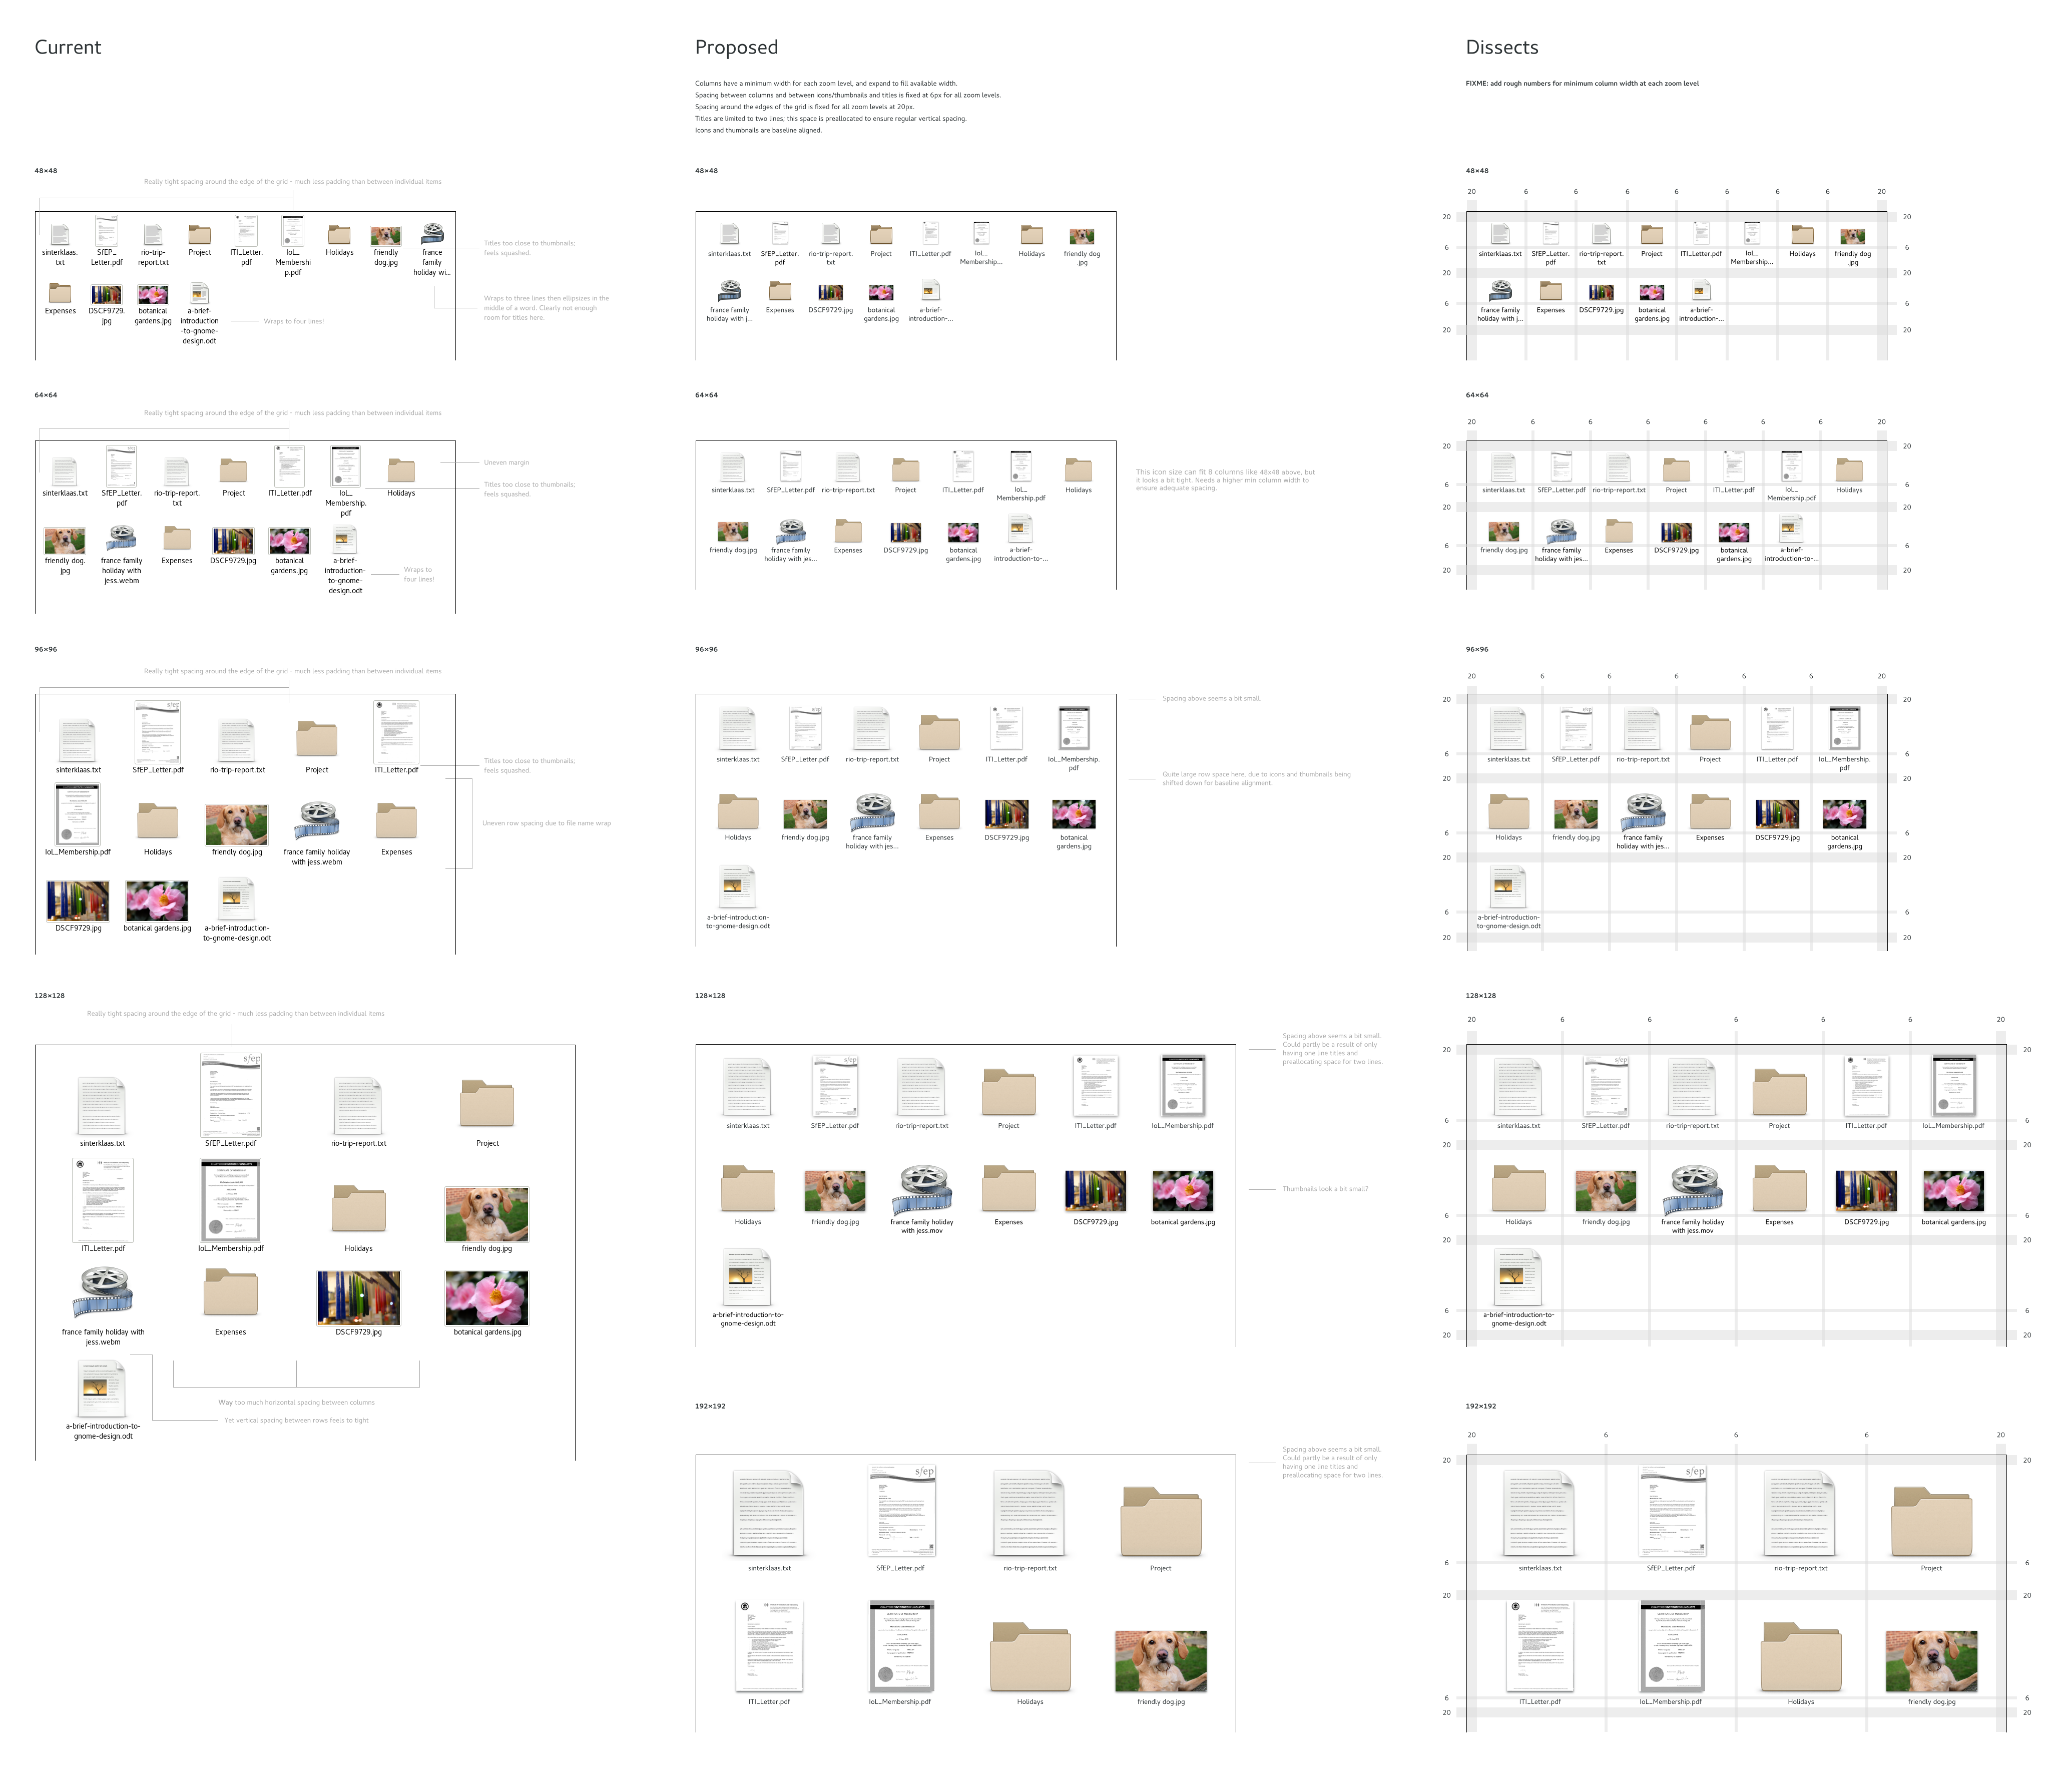 Current
Really tight spacing around the edge of the grid - much less padding than between individual items
48×48
sinterklaas.
txt
SfEP_
Letter.pdf
rio-trip-
report.txt
Project
ITI_Letter.
pdf
IoL_
Membershi
p.pdf
Holidays
friendly
dog.jpg
france
family
holiday wi...
Titles too close to thumbnails;
feels squashed.
Expenses
DSCF9729.
jpg
botanical
gardens.jpg
a-brief-
introduction
-to-gnome-
design.odt
Wraps to four lines!
Wraps to three lines then ellipsizes in the
middle of a word. Clearly not enough
room for titles here.
64×64
Really tight spacing around the edge of the grid - much less padding than between individual items
sinterklaas.txt
SfEP_Letter.
pdf
rio-trip-report.
txt
Project
ITI_Letter.pdf
IoL_
Membership.
pdf
Holidays
Uneven margin
Titles too close to thumbnails;
feels squashed.
friendly dog.
jpg
france family
holiday with
jess.webm
Expenses
DSCF9729.jpg
botanical
gardens.jpg
a-brief-
introduction-
to-gnome-
design.odt
Wraps to
four lines!
96×96
Really tight spacing around the edge of the grid - much less padding than between individual items
sfep
sinterklaas.txt
SfEP_Letter.pdf
rio-trip-report.txt
Project
ITI_Letter.pdf
Titles too close to thumbnails;
feels squashed.
IoL_Membership.pdf
Holidays
friendly dog.jpg
france family holiday
with jess.webm
Expenses
Uneven row spacing due to file name wrap
DSCF9729.jpg
botanical gardens.jpg
a-brief-introduction-
to-gnome-design.odt
128×128
Really tight spacing around the edge of the grid - much less padding than between individual items
sfep
sinterklaas.txt
SfEP_Letter.pdf
rio-trip-report.txt
Project
ITI_Letter.pdf
IoL_Membership.pdf
Holidays
friendly dog.jpg
france family holiday with
jess.webm
Expenses
DSCF9729.jpg
botanical gardens.jpg
a-brief-introduction-to-
gnome-design.odt
Way too much horizontal spacing between columns
Yet vertical spacing between rows feels to tight
Proposed
Columns have a minimum width for each zoom level, and expand to fill available width.
Spacing between columns and between icons/thumbnails and titles is fixed at 6px for all zoom levels.
Spacing around the edges of the grid is fixed for all zoom levels at 20px.
Titles are limited to two lines; this space is preallocated to ensure regular vertical spacing.
Icons and thumbnails are baseline aligned.
48×48
sinterklaas.txt
SfEP_Letter.
pdf
rio-trip-report.
txt
Project
ITI_Letter.pdf
IoL_
Membership...
Holidays
friendly dog
.jpg
france family
holiday with j...
Expenses
DSCF9729.jpg
botanical
gardens.jpg
a-brief-
introduction-...
64×64
sinterklaas.txt
SfEP_Letter.pdf
rio-trip-report.txt
Project
ITI_Letter.pdf
IoL_
Membership.pdf
Holidays
This icon size can fit 8 columns like 48x48 above, but
it looks a bit tight. Needs a higher min column width to
ensure adequate spacing.
friendly dog.jpg
france family
holiday with jes...
Expenses
DSCF9729.jpg
botanical
gardens.jpg
a-brief-
introduction-to-...
96×96
Spacing above seems a bit small.
sinterklaas.txt
SfEP_Letter.pdf
rio-trip-report.txt
Project
ITI_Letter.pdf
IoL_Membership.
pdf
Quite large row space here, due to icons and thumbnails being
shifted down for baseline alignment.
Holidays
friendly dog.jpg
france family
holiday with jes...
Expenses
DSCF9729.jpg
botanical
gardens.jpg
a-brief-introduction-
to-gnome-design.odt
128×128
Spacing above seems a bit small.
Could partly be a result of only
having one line titles and
preallocating space for two lines.
sfep
sinterklaas.txt
SfEP_Letter.pdf
rio-trip-report.txt
Project
ITI_Letter.pdf
IoL_Membership.pdf
Thumbnails look a bit small?
Holidays
friendly dog.jpg
france family holiday
with jess.mov
Expenses
DSCF9729.jpg
botanical gardens.jpg
a-brief-introduction-to-
gnome-design.odt
192×192
Spacing above seems a bit small.
Could partly be a result of only
having one line titles and
preallocating space for two lines.
sfep
sinterklaas.txt
SfEP_Letter.pdf
rio-trip-report.txt
Project
ITI_Letter.pdf
IoL_Membership.pdf
Holidays
friendly dog.jpg
Dissects
FIXME: add rough numbers for minimum column width at each zoom level
48×48
20 6 6 6 6 6 6 6 20
20 20
6 6
sinterklaas.txt
SfEP_Letter.
pdf
rio-trip-report.
txt
Project
ITI_Letter.pdf
IoL_
Membership...
Holidays
friendly dog
.jpg
20 20
6 6
france family
holiday with j...
Expenses
DSCF9729.jpg
botanical
gardens.jpg
a-brief-
introduction-...
20 20
64×64
20 6 6 6 6 6 6 20
20 20
6 6
sinterklaas.txt
SfEP_Letter.pdf
rio-trip-report.txt
Project
ITI_Letter.pdf
IoL_
Membership.pdf
Holidays
20 20
6 6
friendly dog.jpg
france family
holiday with jes...
Expenses
DSCF9729.jpg
botanical
gardens.jpg
a-brief-
introduction-to-...
20 20
96×96
20 6 6 6 6 6 20
20 20
6 6
sinterklaas.txt
SfEP_Letter.pdf
rio-trip-report.txt
Project
ITI_Letter.pdf
IoL_Membership.
pdf
20 20
6 6
Holidays
friendly dog.jpg
france family
holiday with jes...
Expenses
DSCF9729.jpg
botanical
gardens.jpg
20 20
6 6
a-brief-introduction-
to-gnome-design.odt
20 20
128×128
20 6 6 6 6 6 20
20 20
sfep
6 6
sinterklaas.txt
SfEP_Letter.pdf
rio-trip-report.txt
Project
ITI_Letter.pdf
IoL_Membership.pdf
20 20
6 6
Holidays
friendly dog.jpg
france family holiday
with jess.mov
Expenses
DSCF9729.jpg
botanical gardens.jpg
20 20
6 6
a-brief-introduction-to-
gnome-design.odt
20 20
192×192
20 6 6 6 20
20 20
sfep
6 6
sinterklaas.txt
SfEP_Letter.pdf
rio-trip-report.txt
Project
20 20
6 6
ITI_Letter.pdf
IoL_Membership.pdf
Holidays
friendly dog.jpg
20 20